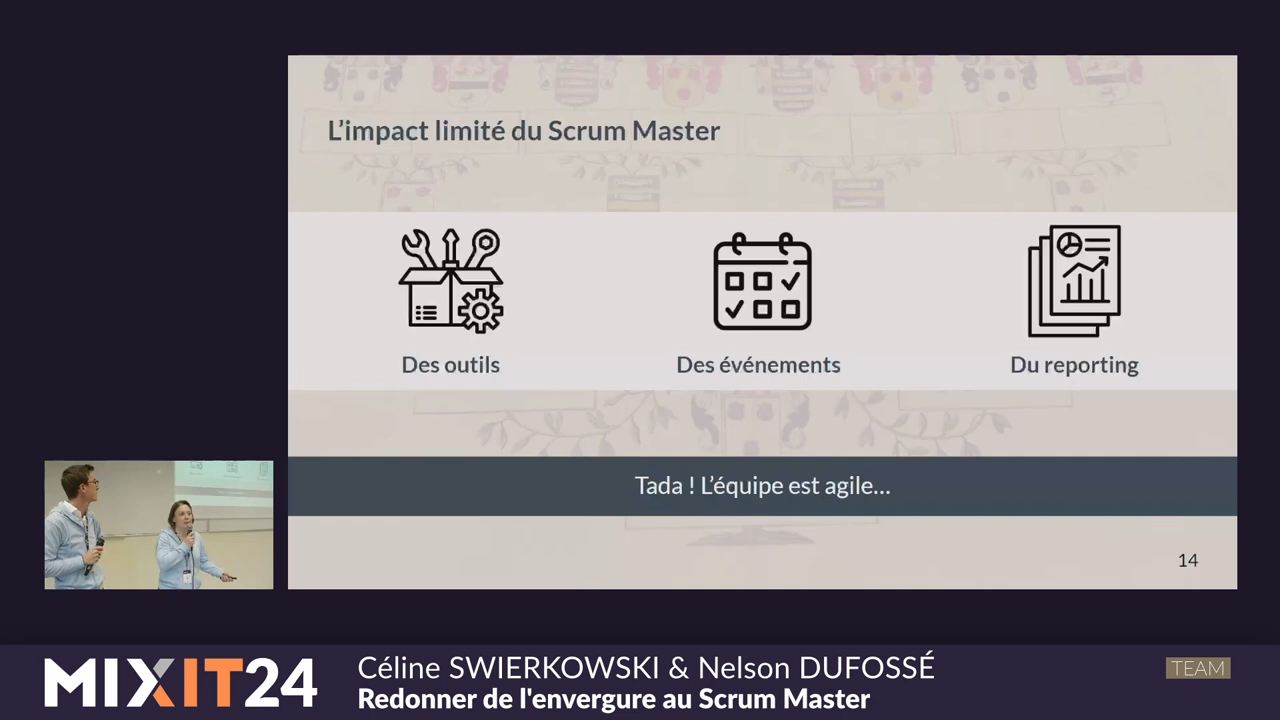 L'impact limité du Scrum Master
Des outils
Des événements
Du reporting
Tada ! L'équipe est agile...
14
MIXIT24
Céline SWIERKOWSKI & Nelson DUFOSSÉ
Redonner de l'envergure au Scrum Master
TEAM